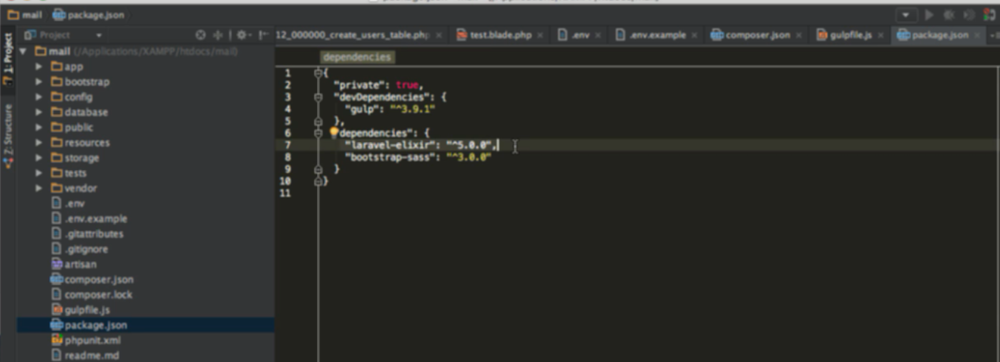 mail package.json
1: Project
Project
12_000000_create_users_table.php test.blade.php .env .env.example composer.json gulpfile.js package.json
mail (/Applications/XAMPP/htdocs/mail)
app
bootstrap
config
database
public
resources
storage
tests
vendor
.env
.env.example
.gitattributes
.gitignore
artisan
composer.json
composer.lock
gulpfile.js
package.json
phpunit.xml
readme.md
Z: Structure
dependencies
1 {
2 "private": true,
3 "devDependencies": {
4 "gulp": "^3.9.1"
5 },
6 dependencies": {
7 "laravel-elixir": "^5.0.0",
8 "bootstrap-sass": "^3.0.0"
9 }
10 }
11